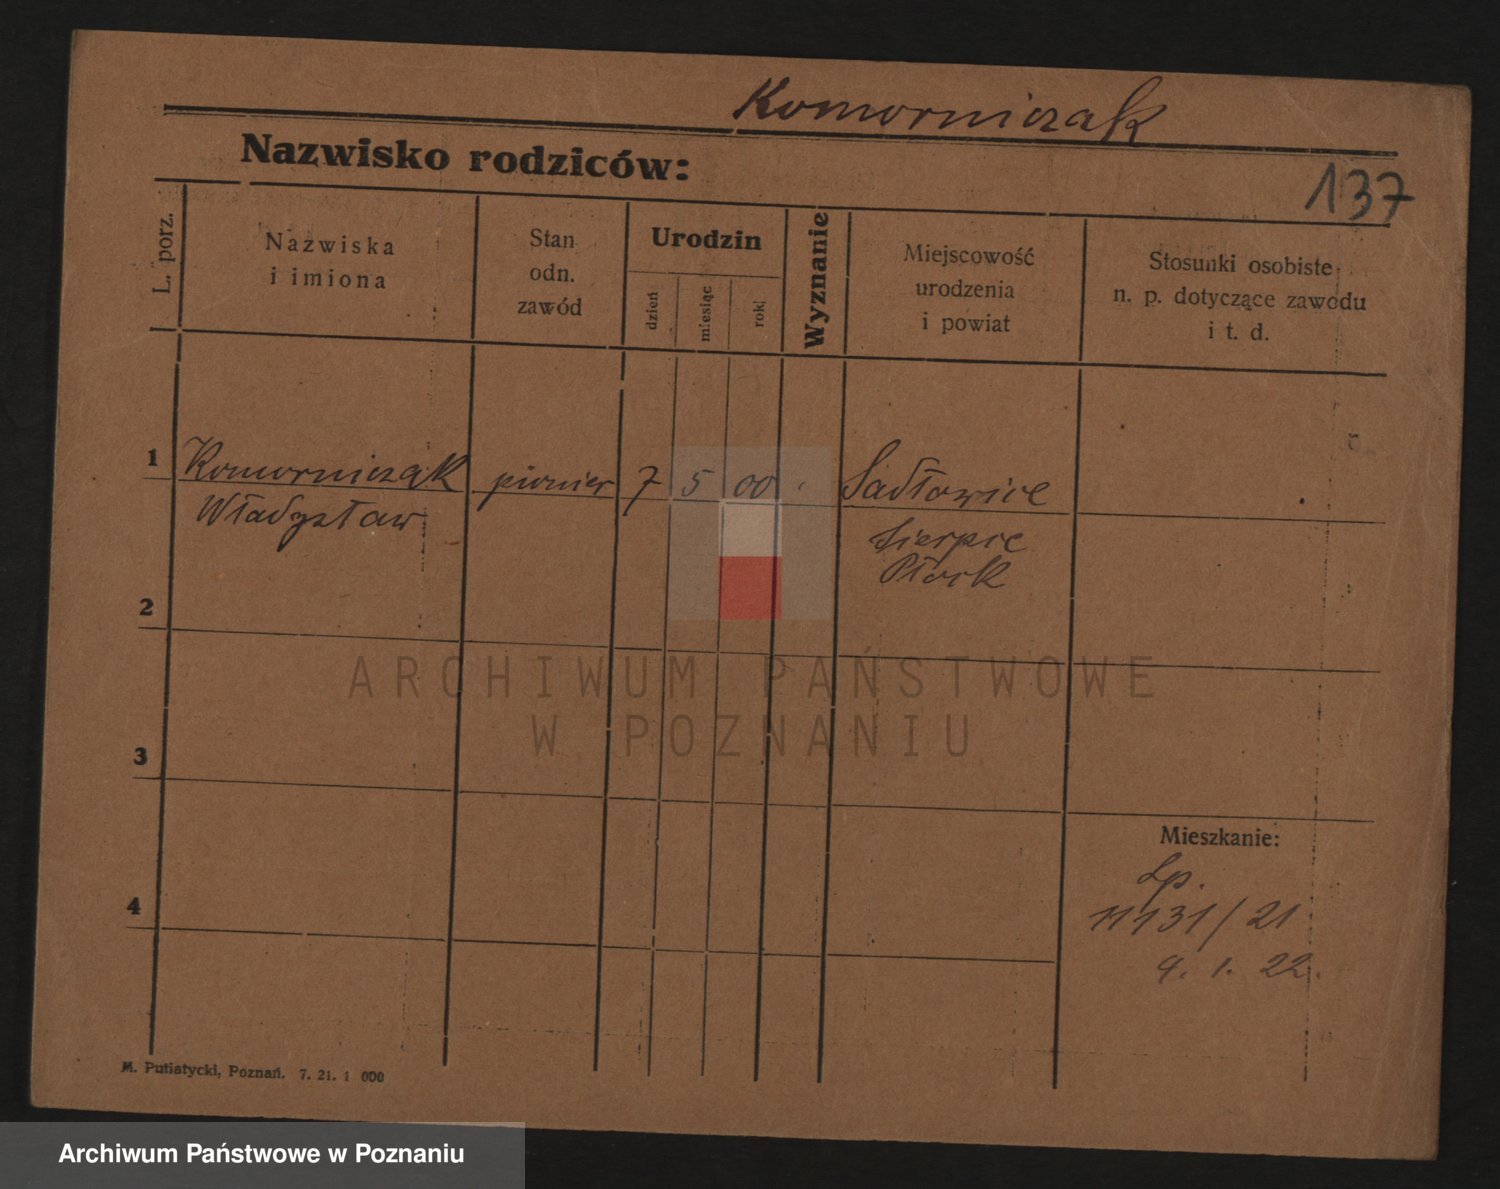 Komorniczak
Nazwisko rodziców:
137
L. porz.
Nazwiska
i imiona
Stan
odn.
zawód
Urodzin
dzień
miesiąc
rok
Wyznanie
Miejscowość
urodzenia
i powiat
Stosunki osobiste
n. p. dotyczące zawodu
i t. d.
1 Komorniczak pionier 7 5 00 Sadłowice
Władysław Sierpc
Płock
2
ARCHIWUM PAŃSTWOWE
W POZNANIU
3
Mieszkanie:
Lp.
4 11131/21
9. 1. 22.
M. Putiatycki, Poznań. 7. 21. 1 000
Archiwum Państwowe w Poznaniu